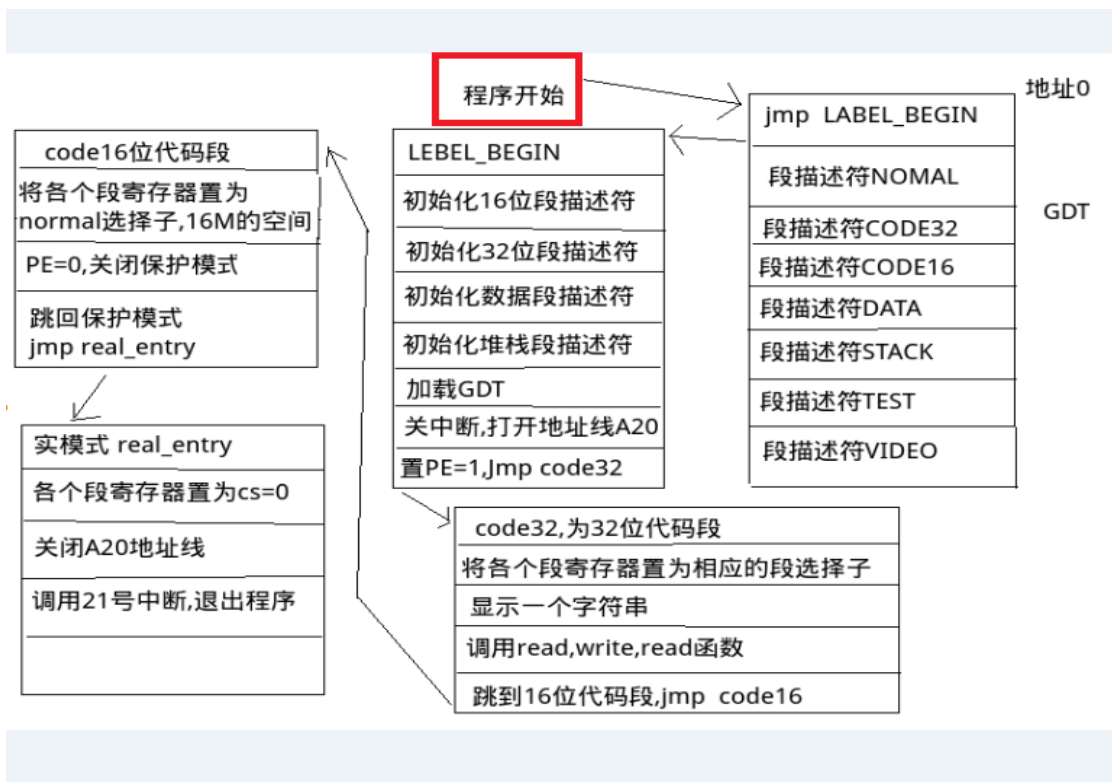 程序开始
地址0
jmp LABEL_BEGIN
段描述符NOMAL
GDT
段描述符CODE32
段描述符CODE16
段描述符DATA
段描述符STACK
段描述符TEST
段描述符VIDEO
LEBEL_BEGIN
初始化16位段描述符
初始化32位段描述符
初始化数据段描述符
初始化堆栈段描述符
加载GDT
关中断,打开地址线A20
置PE=1,Jmp code32
code32,为32位代码段
将各个段寄存器置为相应的段选择子
显示一个字符串
调用read,write,read函数
跳到16位代码段,jmp code16
code16位代码段
将各个段寄存器置为
normal选择子,16M的空间
PE=0,关闭保护模式
跳回保护模式
jmp real_entry
实模式 real_entry
各个段寄存器置为cs=0
关闭A20地址线
调用21号中断,退出程序